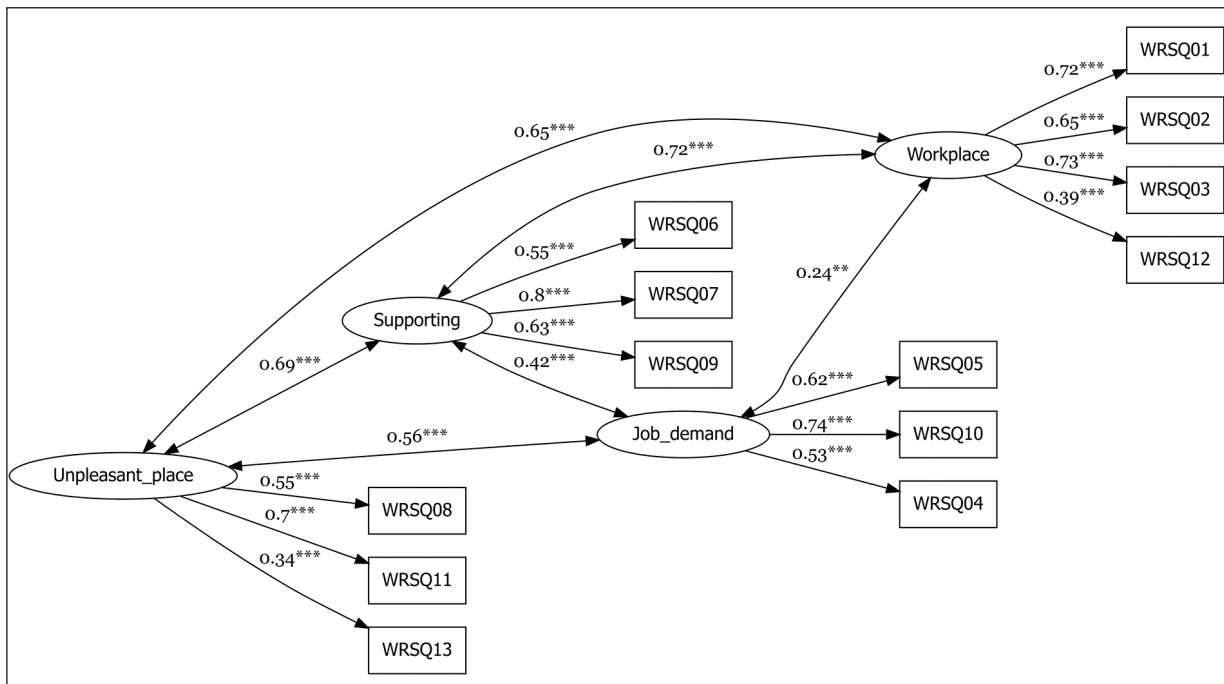 WRSQ01
0.72***
0.65***
WRSQ02
0.65***
0.72***
Workplace
0.73***
WRSQ03
0.39***
WRSQ06
WRSQ12
0.55***
0.24**
0.8***
WRSQ07
Supporting
0.63***
WRSQ09
0.69***
0.42***
WRSQ05
0.62***
Job_demand
0.74***
WRSQ10
0.56***
0.53***
Unpleasant_place
0.55***
WRSQ08
WRSQ04
0.7***
0.34***
WRSQ11
WRSQ13